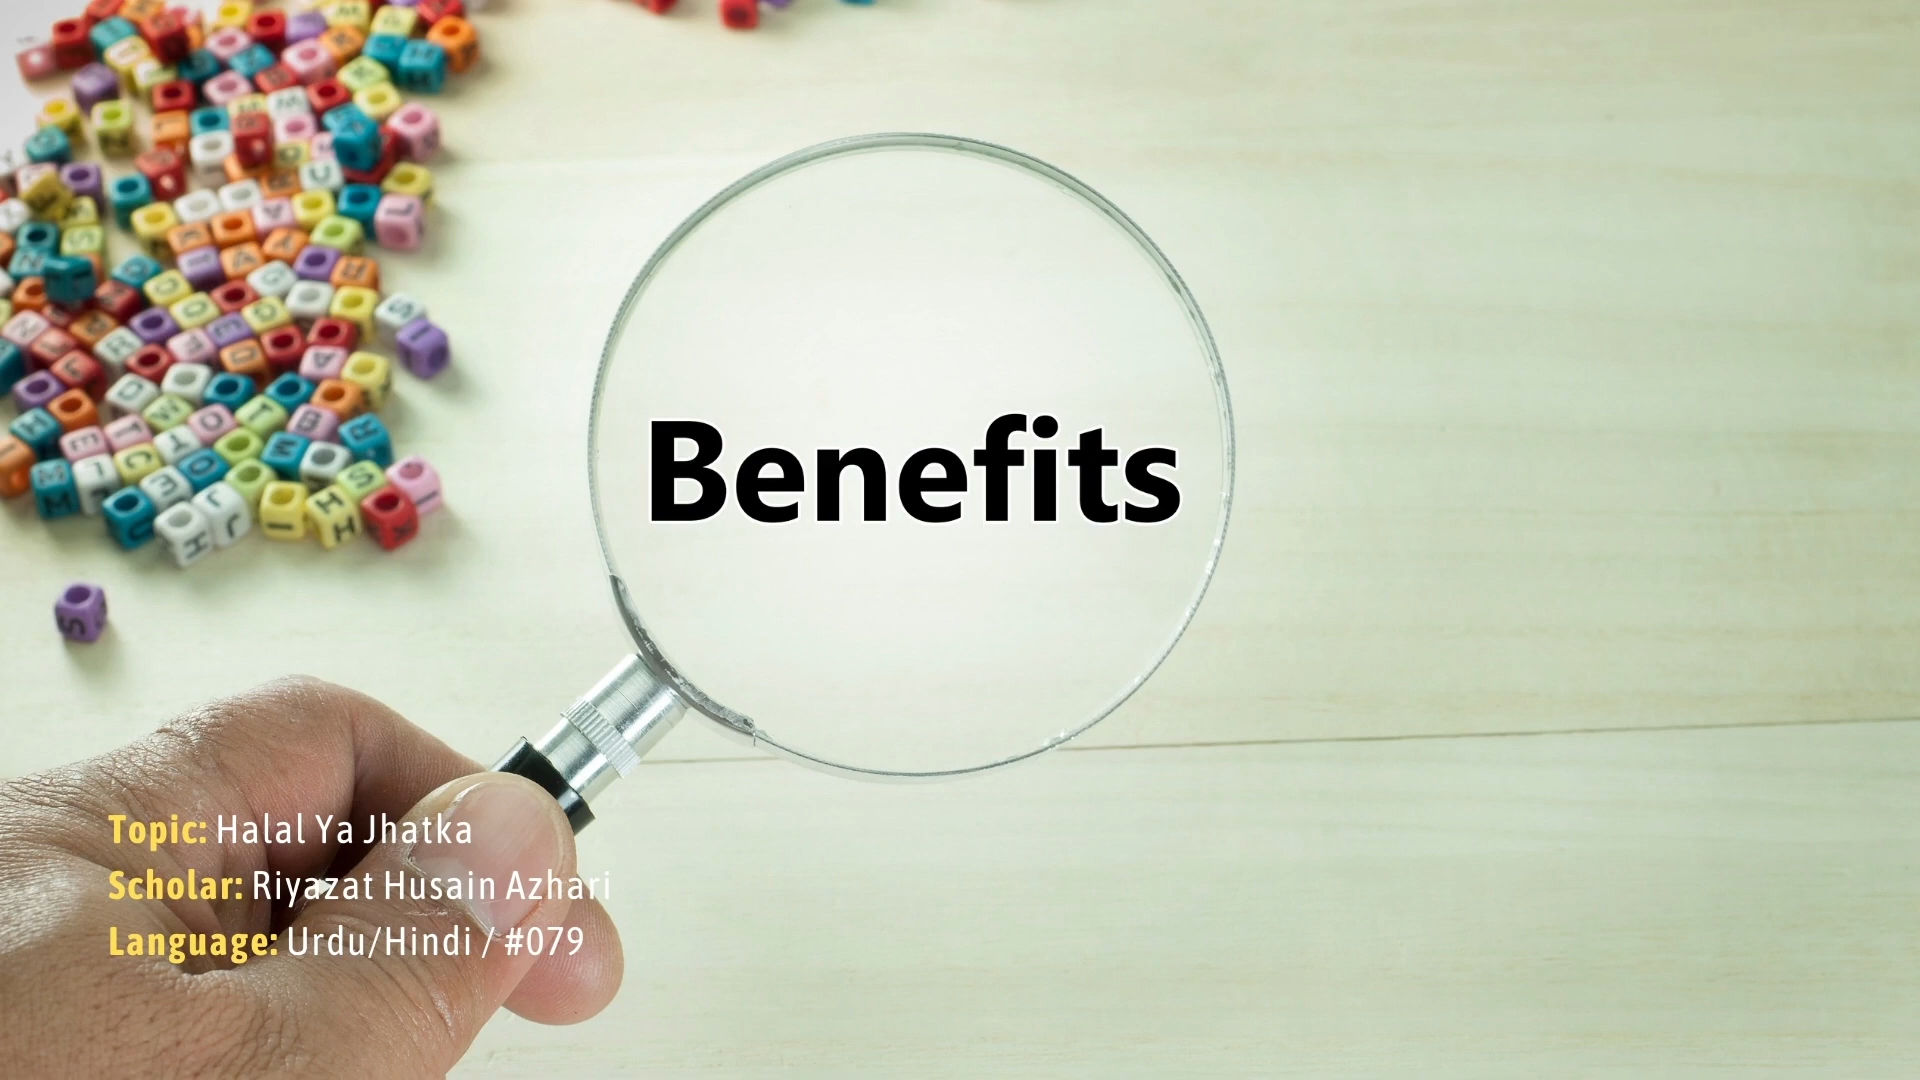 Benefits
Topic: Halal Ya Jhatka
Scholar: Riyazat Husain Azhari
Language: Urdu/Hindi / #079